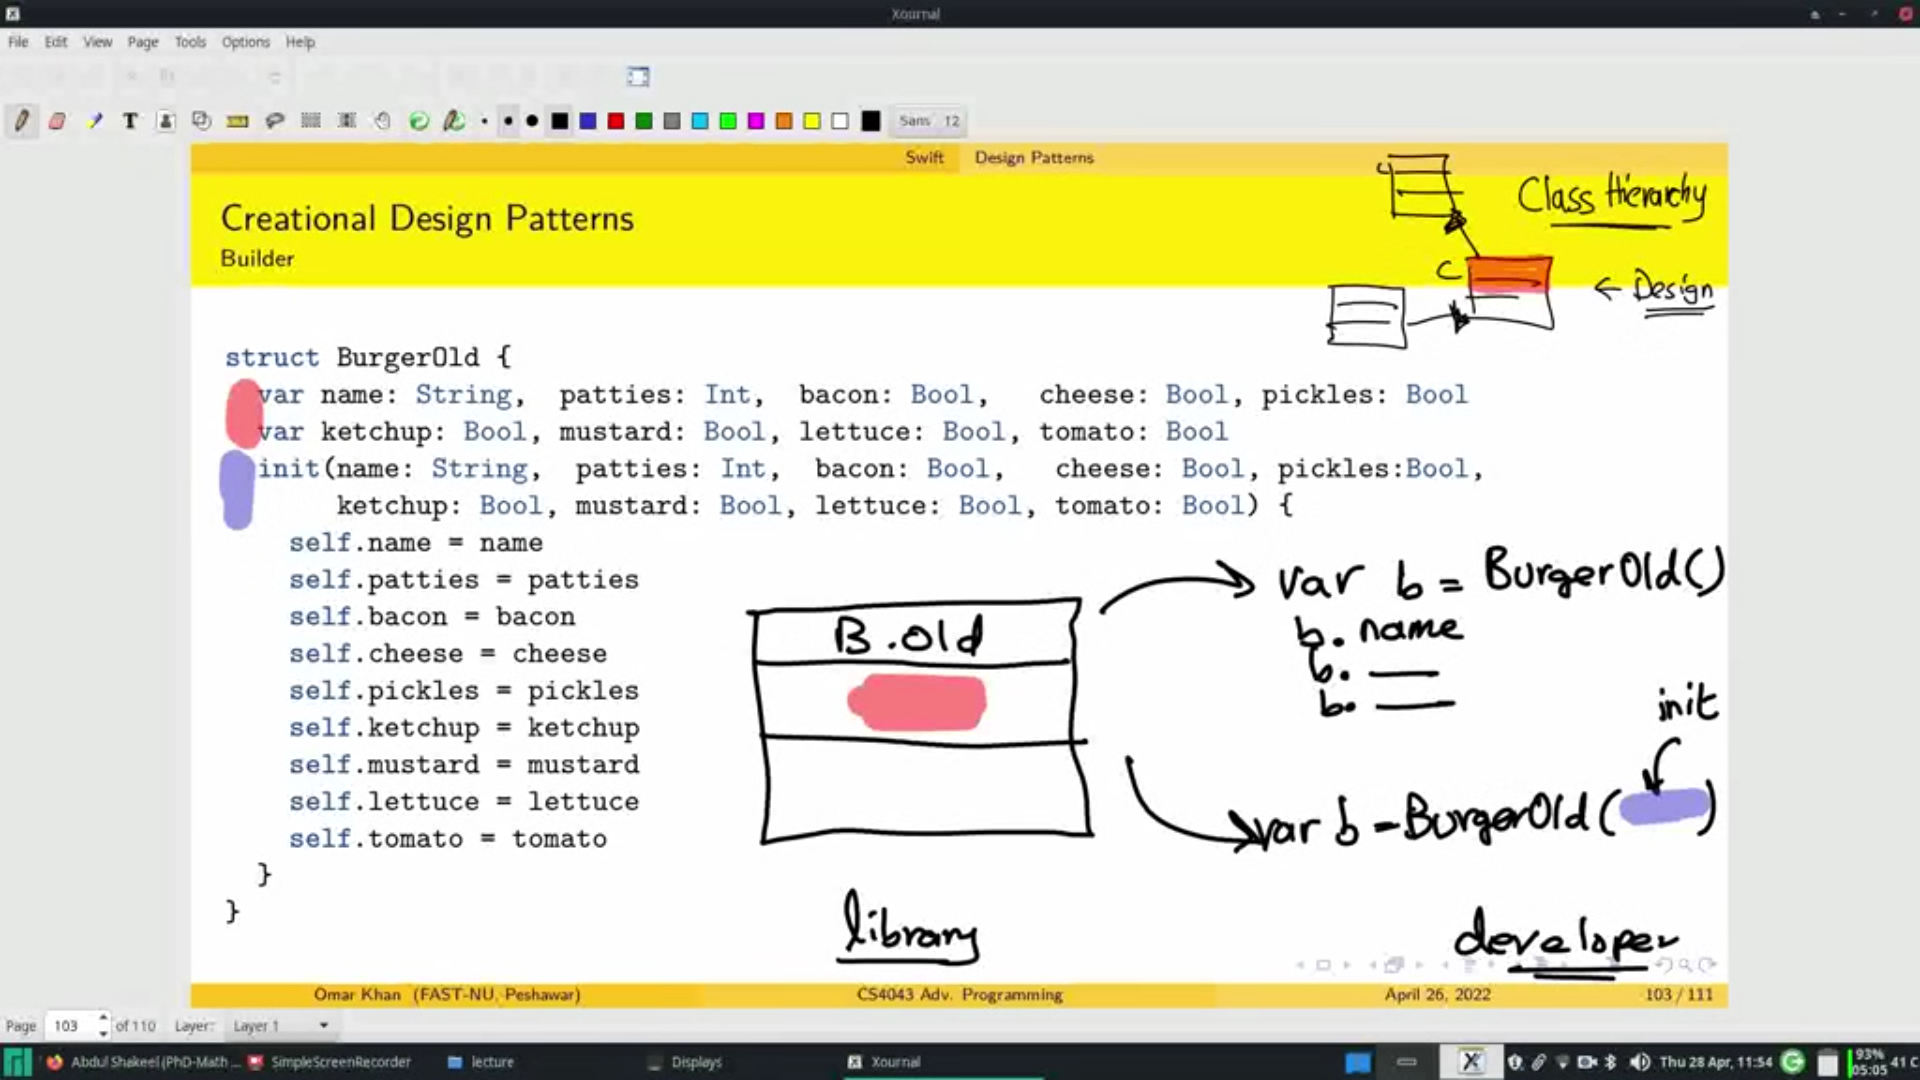 Xournal
File Edit View Page Tools Options Help
T Sans 12
Swift Design Patterns
Creational Design Patterns
Builder
Class Hierarchy
C
C
← Design
struct BurgerOld {
var name: String, patties: Int, bacon: Bool, cheese: Bool, pickles: Bool
var ketchup: Bool, mustard: Bool, lettuce: Bool, tomato: Bool
init(name: String, patties: Int, bacon: Bool, cheese: Bool, pickles:Bool,
ketchup: Bool, mustard: Bool, lettuce: Bool, tomato: Bool) {
self.name = name
self.patties = patties
self.bacon = bacon
self.cheese = cheese
self.pickles = pickles
self.ketchup = ketchup
self.mustard = mustard
self.lettuce = lettuce
self.tomato = tomato
}
}
B.old
library
var b = BurgerOld()
b. name
b.
b.
init
var b = BurgerOld( )
developer
Omar Khan (FAST-NU, Peshawar) CS4043 Adv. Programming April 26, 2022 103 / 111
Page 103 of 110 Layer: Layer 1
Abdul Shakeel (PhD-Math ... SimpleScreenRecorder lecture Displays Xournal Thu 28 Apr, 11:54 93% 05:05 41 C